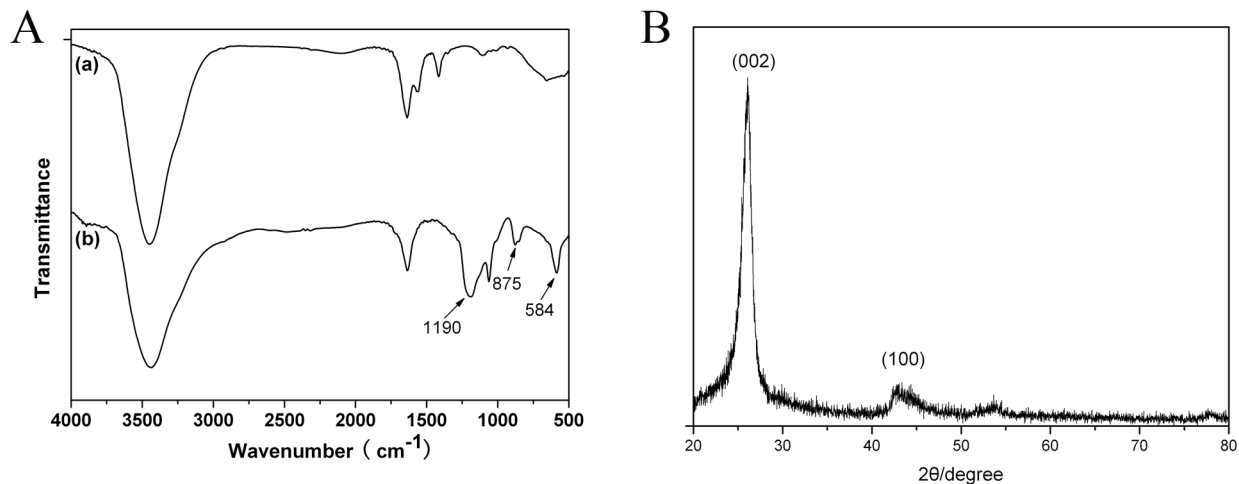 A
(a)
(b)
1190
875
584
Transmittance
4000 3500 3000 2500 2000 1500 1000 500
Wavenumber ( cm-1)
B
(002)
(100)
20 30 40 50 60 70 80
2θ/degree